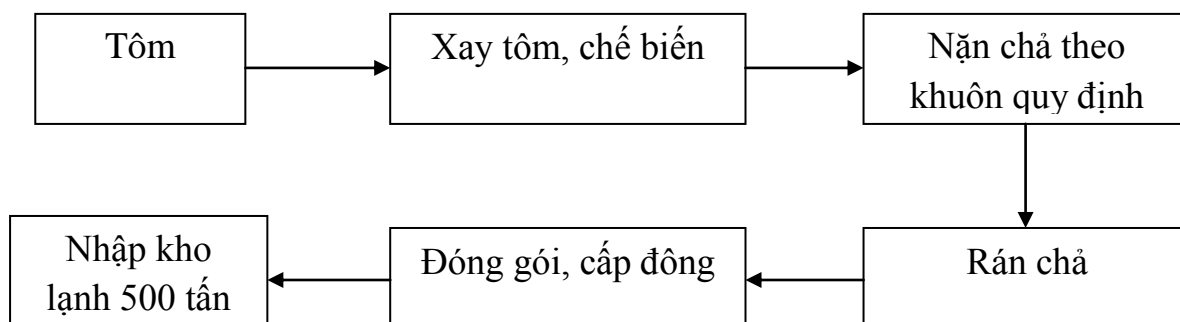 Tôm
Xay tôm, chế biến
Nặn chả theo
khuôn quy định
Rán chả
Đóng gói, cấp đông
Nhập kho
lạnh 500 tấn